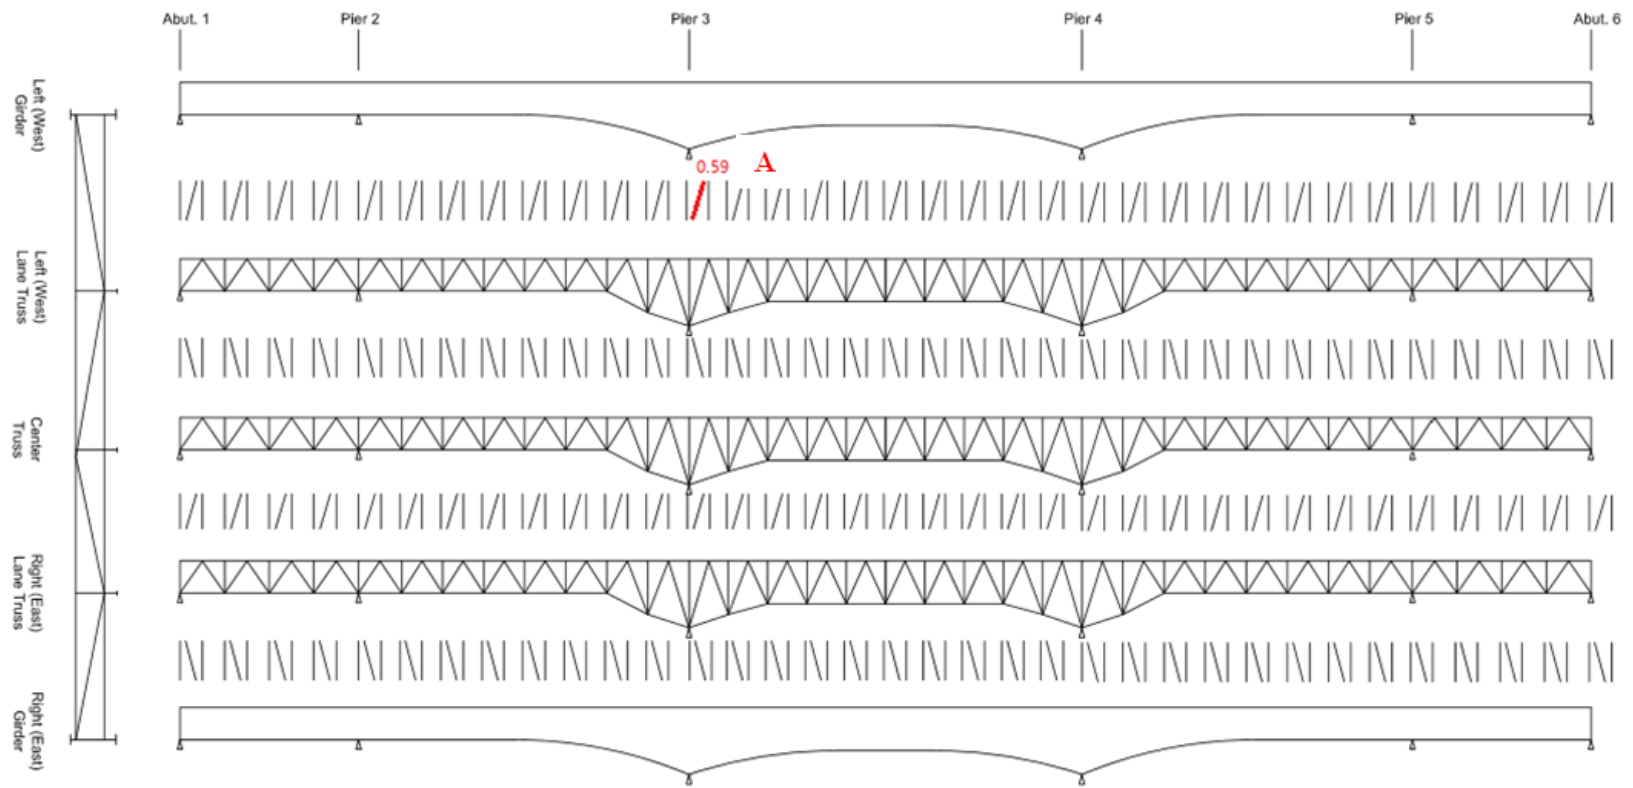 Abut. 1 Pier 2 Pier 3 Pier 4 Pier 5 Abut. 6
Left (West)
Girder
0.59 A
Left (West)
Lane Truss
Center
Truss
Right (East)
Lane Truss
Right (East)
Girder